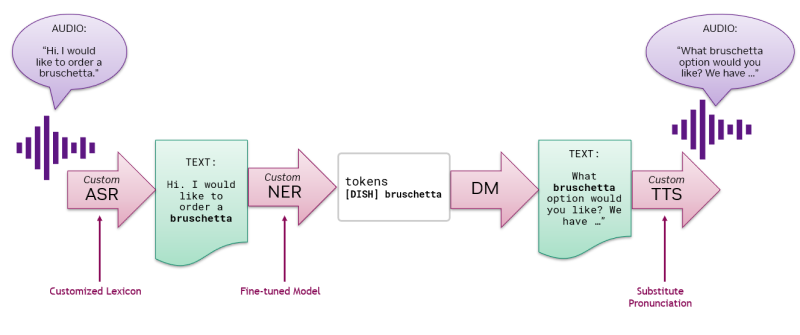 AUDIO:
"Hi. I would
like to order a
bruschetta."
AUDIO:
"What bruschetta
option would you
like? We have …"
Custom
ASR
TEXT:
Hi. I would
like to
order a
bruschetta
Custom
NER
tokens
[DISH] bruschetta
DM
TEXT:
What
bruschetta
option would
you like? We
have …"
Custom
TTS
Customized Lexicon
Fine-tuned Model
Substitute
Pronunciation